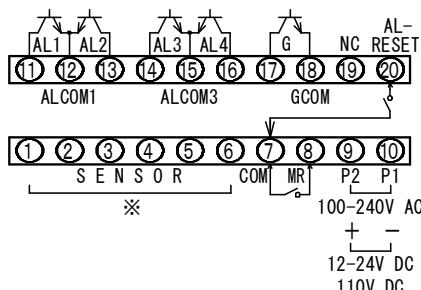 AL-
AL1 AL2 AL3 AL4 G NC RESET
11 12 13 14 15 16 17 18 19 20
ALCOM1 ALCOM3 GCOM
1 2 3 4 5 6 7 8 9 10
SENSOR COM MR P2 P1
※ 100-240V AC
+ −
12-24V DC
110V DC